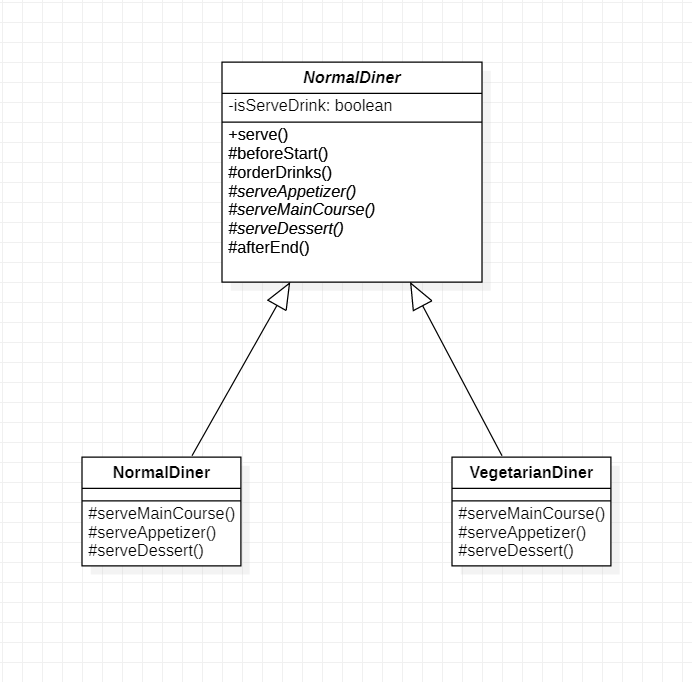 NormalDiner
-isServeDrink: boolean
+serve()
#beforeStart()
#orderDrinks()
#serveAppetizer()
#serveMainCourse()
#serveDessert()
#afterEnd()
NormalDiner
#serveMainCourse()
#serveAppetizer()
#serveDessert()
VegetarianDiner
#serveMainCourse()
#serveAppetizer()
#serveDessert()